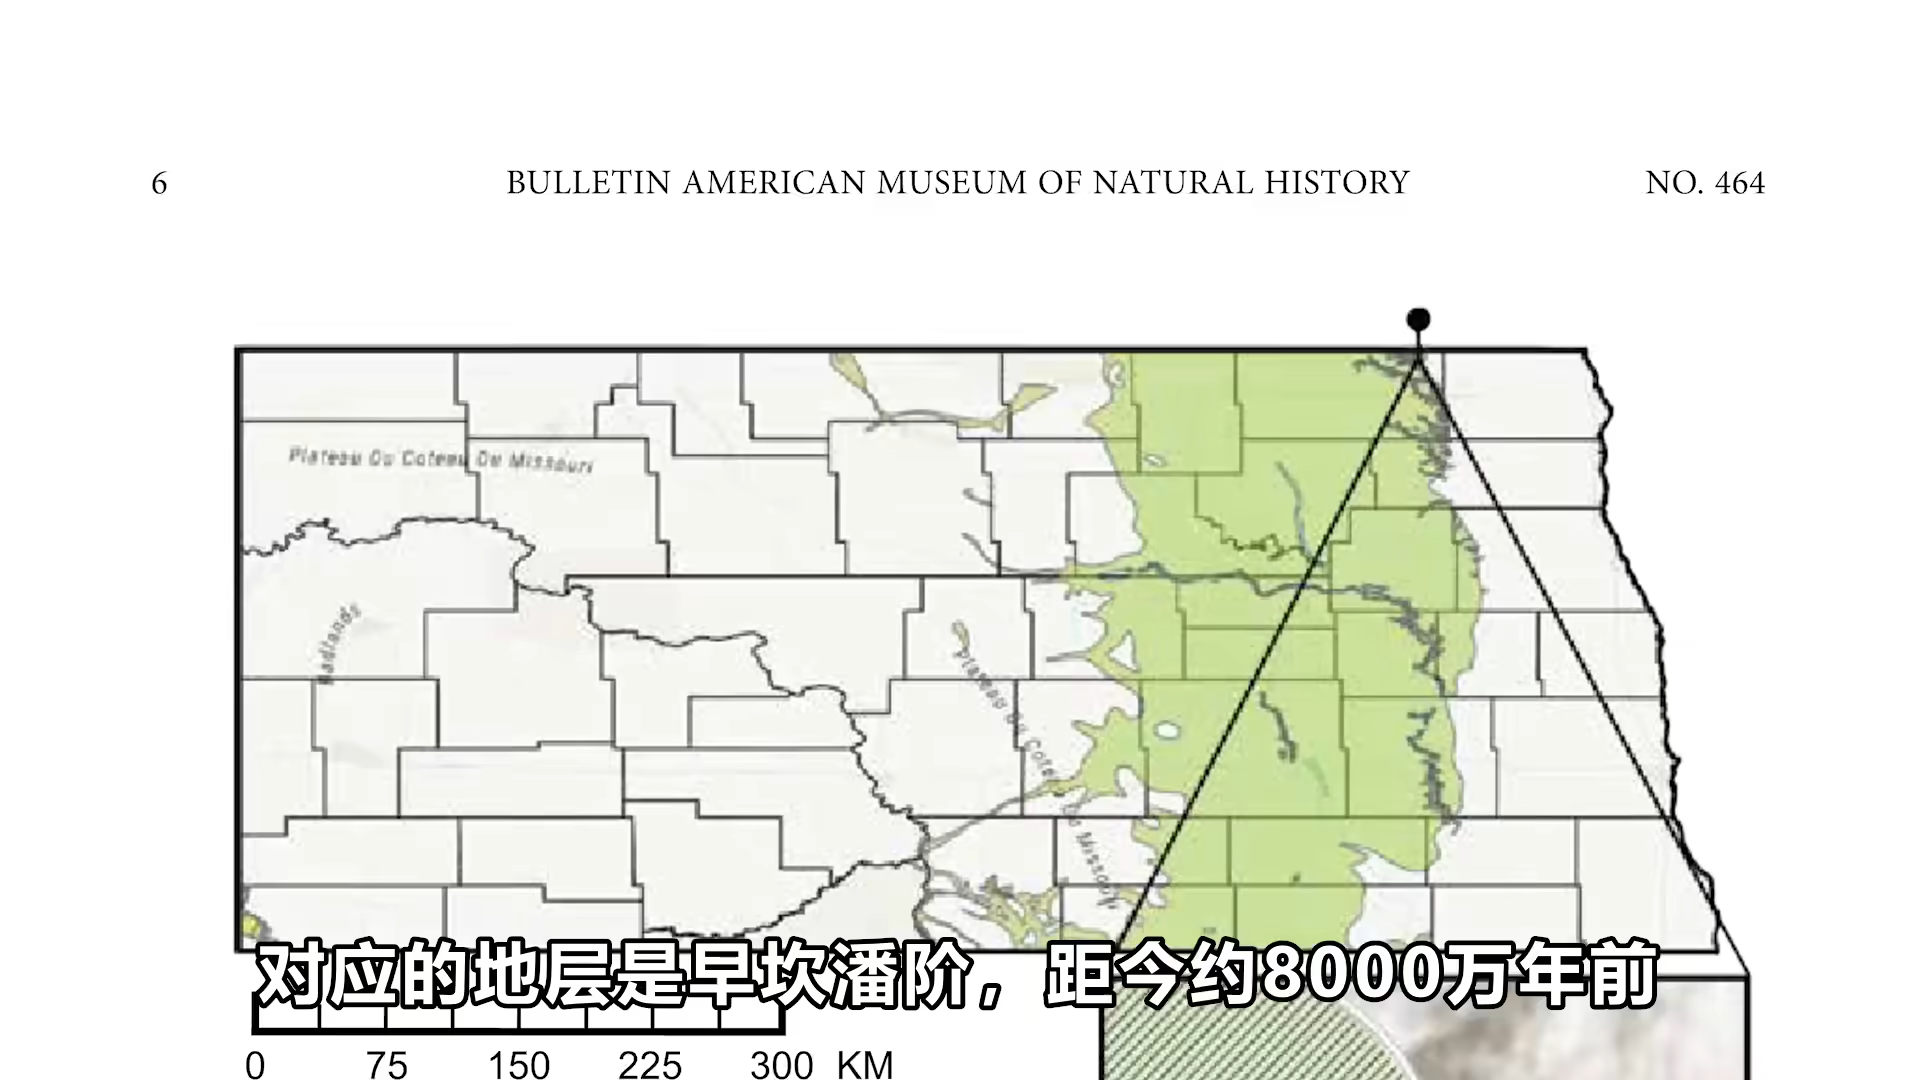 6 BULLETIN AMERICAN MUSEUM OF NATURAL HISTORY NO. 464
Plateau Du Coteau De Missouri
Badlands
Plateau Du Coteau De Missouri
对应的地层是早坎潘阶，距今约8000万年前
0 75 150 225 300 KM